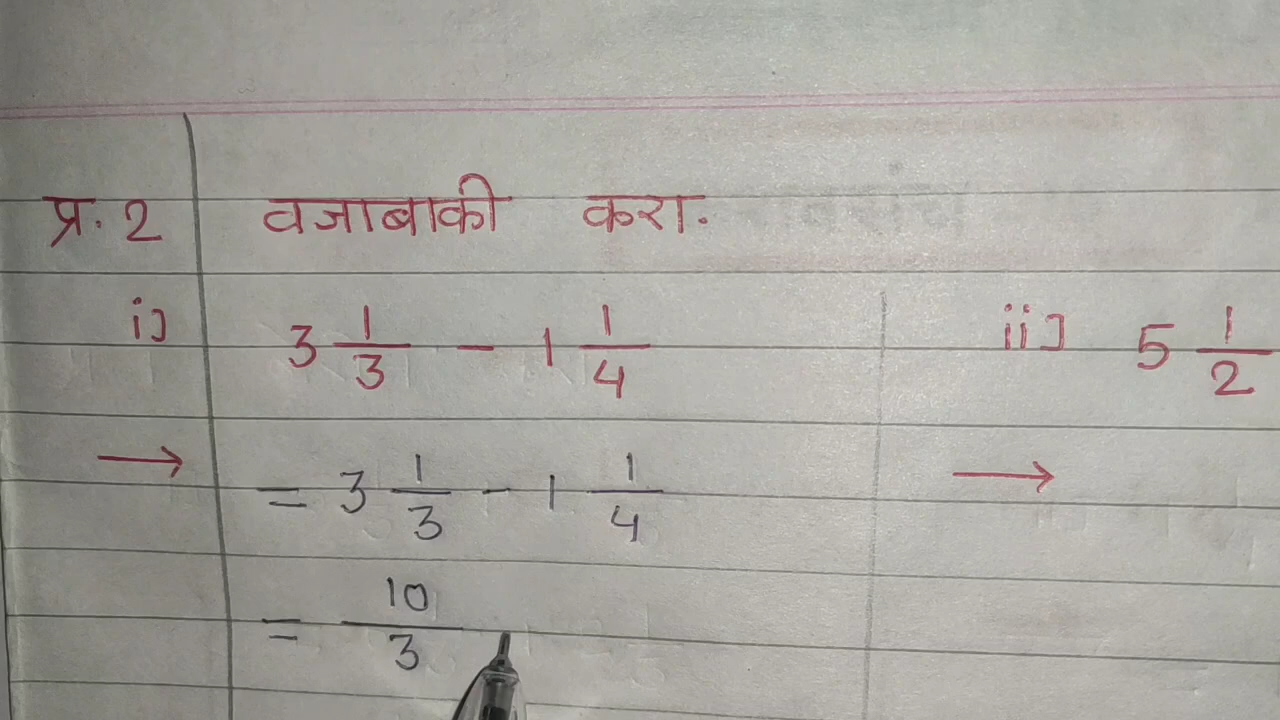 प्र. 2 वजाबाकी करा.
i] 3 1/3 - 1 1/4
ii] 5 1/2
→ = 3 1/3 - 1 1/4
→
= 10/3